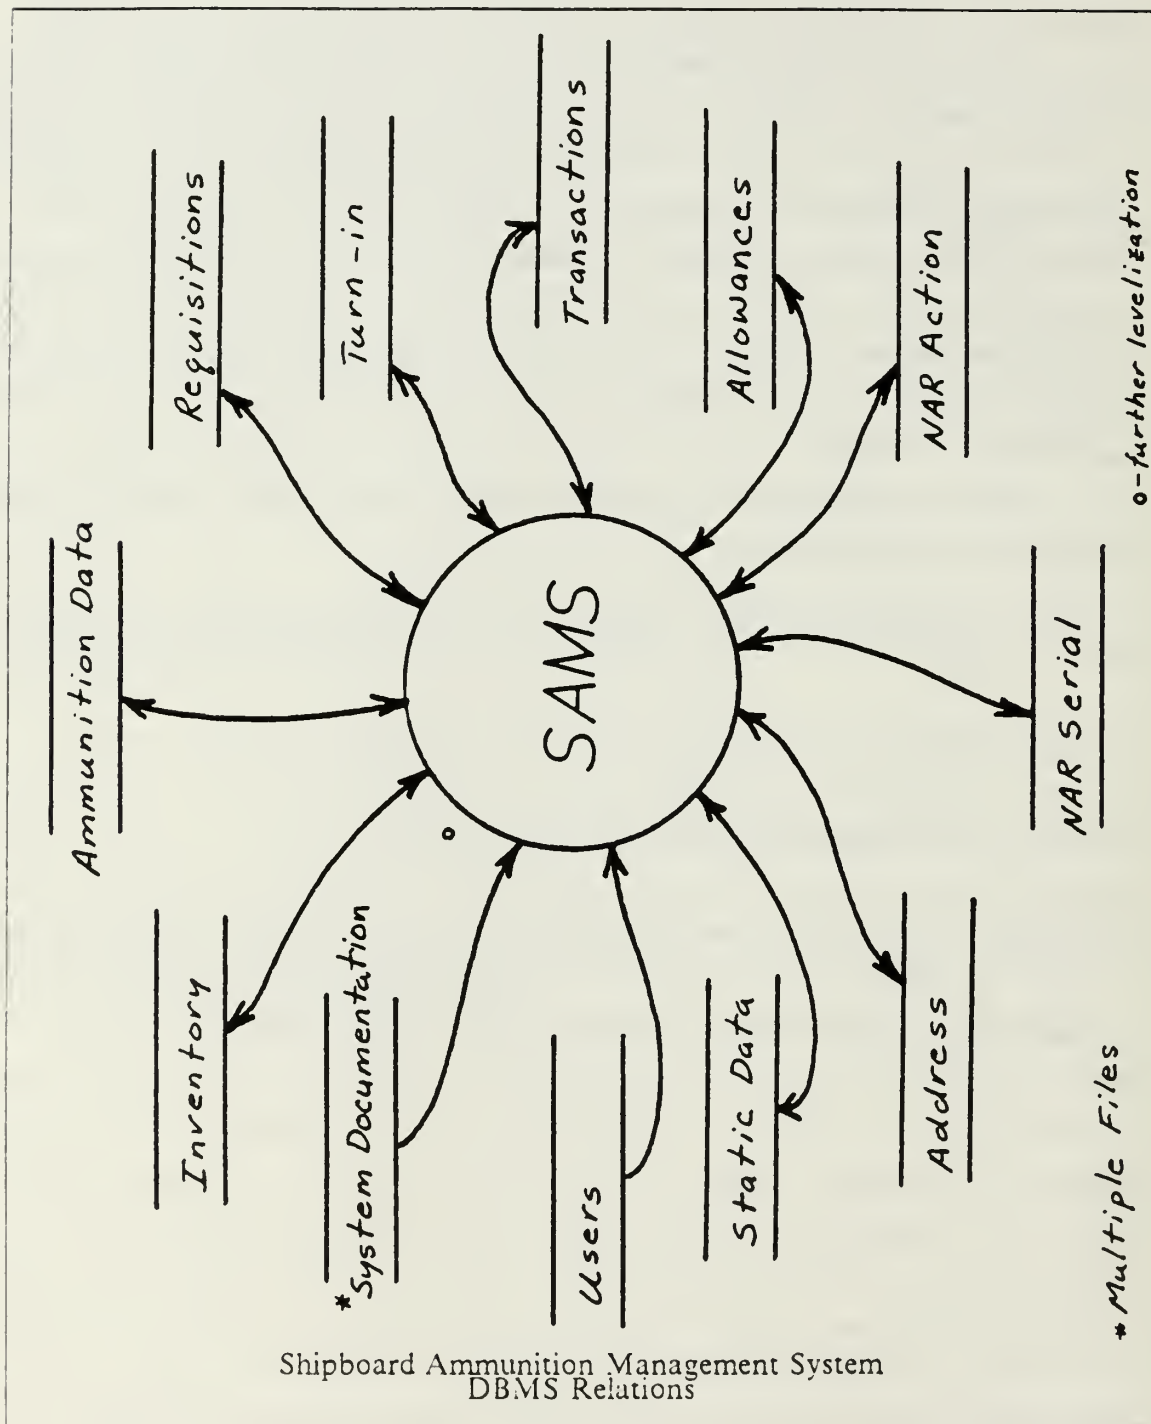 Ammunition Data
Inventory
Requisitions
*System Documentation
Turn-in
Users
SAMS
Transactions
Static Data
Allowances
Address
NAR Action
NAR Serial
* Multiple Files
o-further levelization
Shipboard Ammunition Management System
DBMS Relations